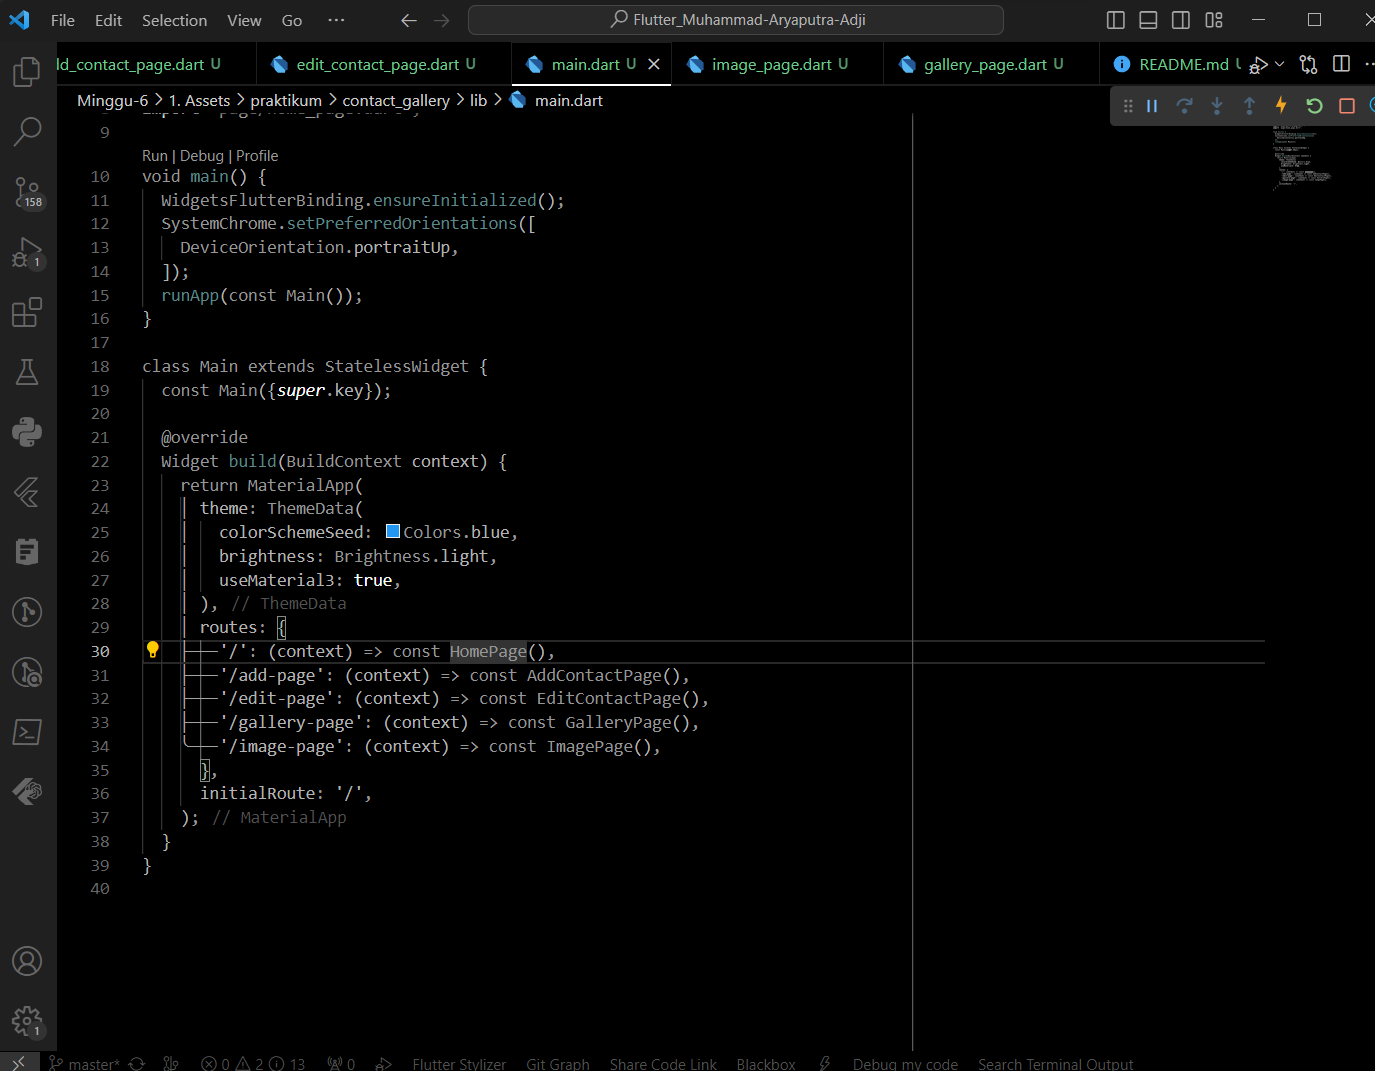 File Edit Selection View Go ··· Flutter_Muhammad-Aryaputra-Adji
ld_contact_page.dart U edit_contact_page.dart U main.dart U image_page.dart U gallery_page.dart U README.md U
Minggu-6 > 1. Assets > praktikum > contact_gallery > lib > main.dart
9
Run | Debug | Profile
10 void main() {
11 WidgetsFlutterBinding.ensureInitialized();
12 SystemChrome.setPreferredOrientations([
13 DeviceOrientation.portraitUp,
14 ]);
15 runApp(const Main());
16 }
17
18 class Main extends StatelessWidget {
19 const Main({super.key});
20
21 @override
22 Widget build(BuildContext context) {
23 return MaterialApp(
24 theme: ThemeData(
25 colorSchemeSeed: Colors.blue,
26 brightness: Brightness.light,
27 useMaterial3: true,
28 ), // ThemeData
29 routes: {
30 '/': (context) => const HomePage(),
31 '/add-page': (context) => const AddContactPage(),
32 '/edit-page': (context) => const EditContactPage(),
33 '/gallery-page': (context) => const GalleryPage(),
34 '/image-page': (context) => const ImagePage(),
35 },
36 initialRoute: '/',
37 ); // MaterialApp
38 }
39 }
40
158
1
1
master* 0 2 13 0 Flutter Stylizer Git Graph Share Code Link Blackbox Debug my code Search Terminal Output